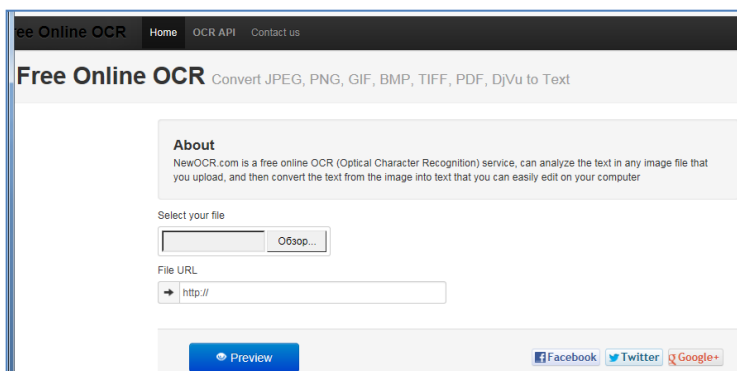 ree Online OCR Home OCR API Contact us
Free Online OCR Convert JPEG, PNG, GIF, BMP, TIFF, PDF, DjVu to Text
About
NewOCR.com is a free online OCR (Optical Character Recognition) service, can analyze the text in any image file that
you upload, and then convert the text from the image into text that you can easily edit on your computer
Select your file
Обзор...
File URL
http://
Preview Facebook Twitter Google+